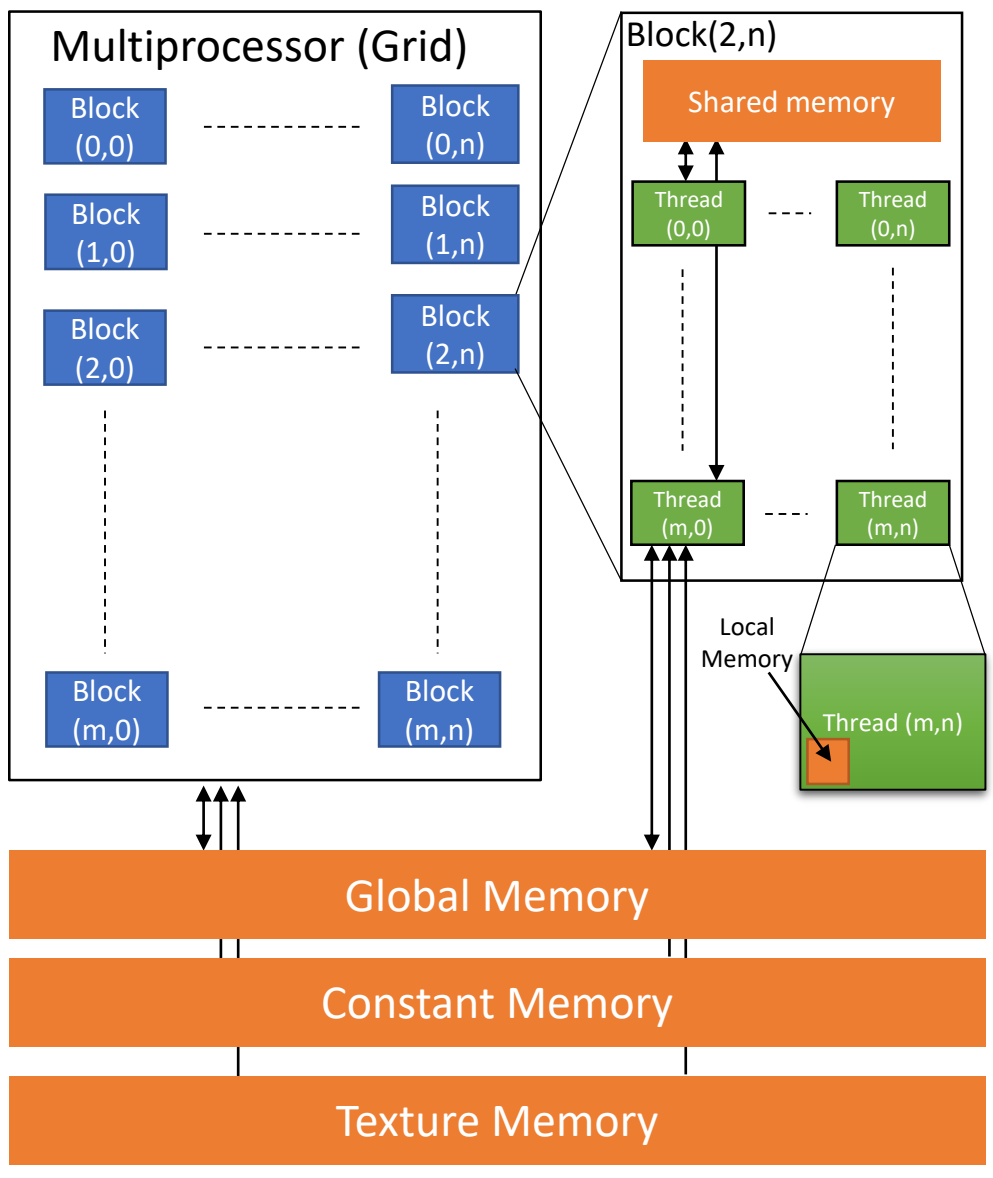 Multiprocessor (Grid)
Block
(0,0)
Block
(0,n)
Block
(1,0)
Block
(1,n)
Block
(2,0)
Block
(2,n)
Block
(m,0)
Block
(m,n)
Block(2,n)
Shared memory
Thread
(0,0)
Thread
(0,n)
Thread
(m,0)
Thread
(m,n)
Local
Memory
Thread (m,n)
Global Memory
Constant Memory
Texture Memory